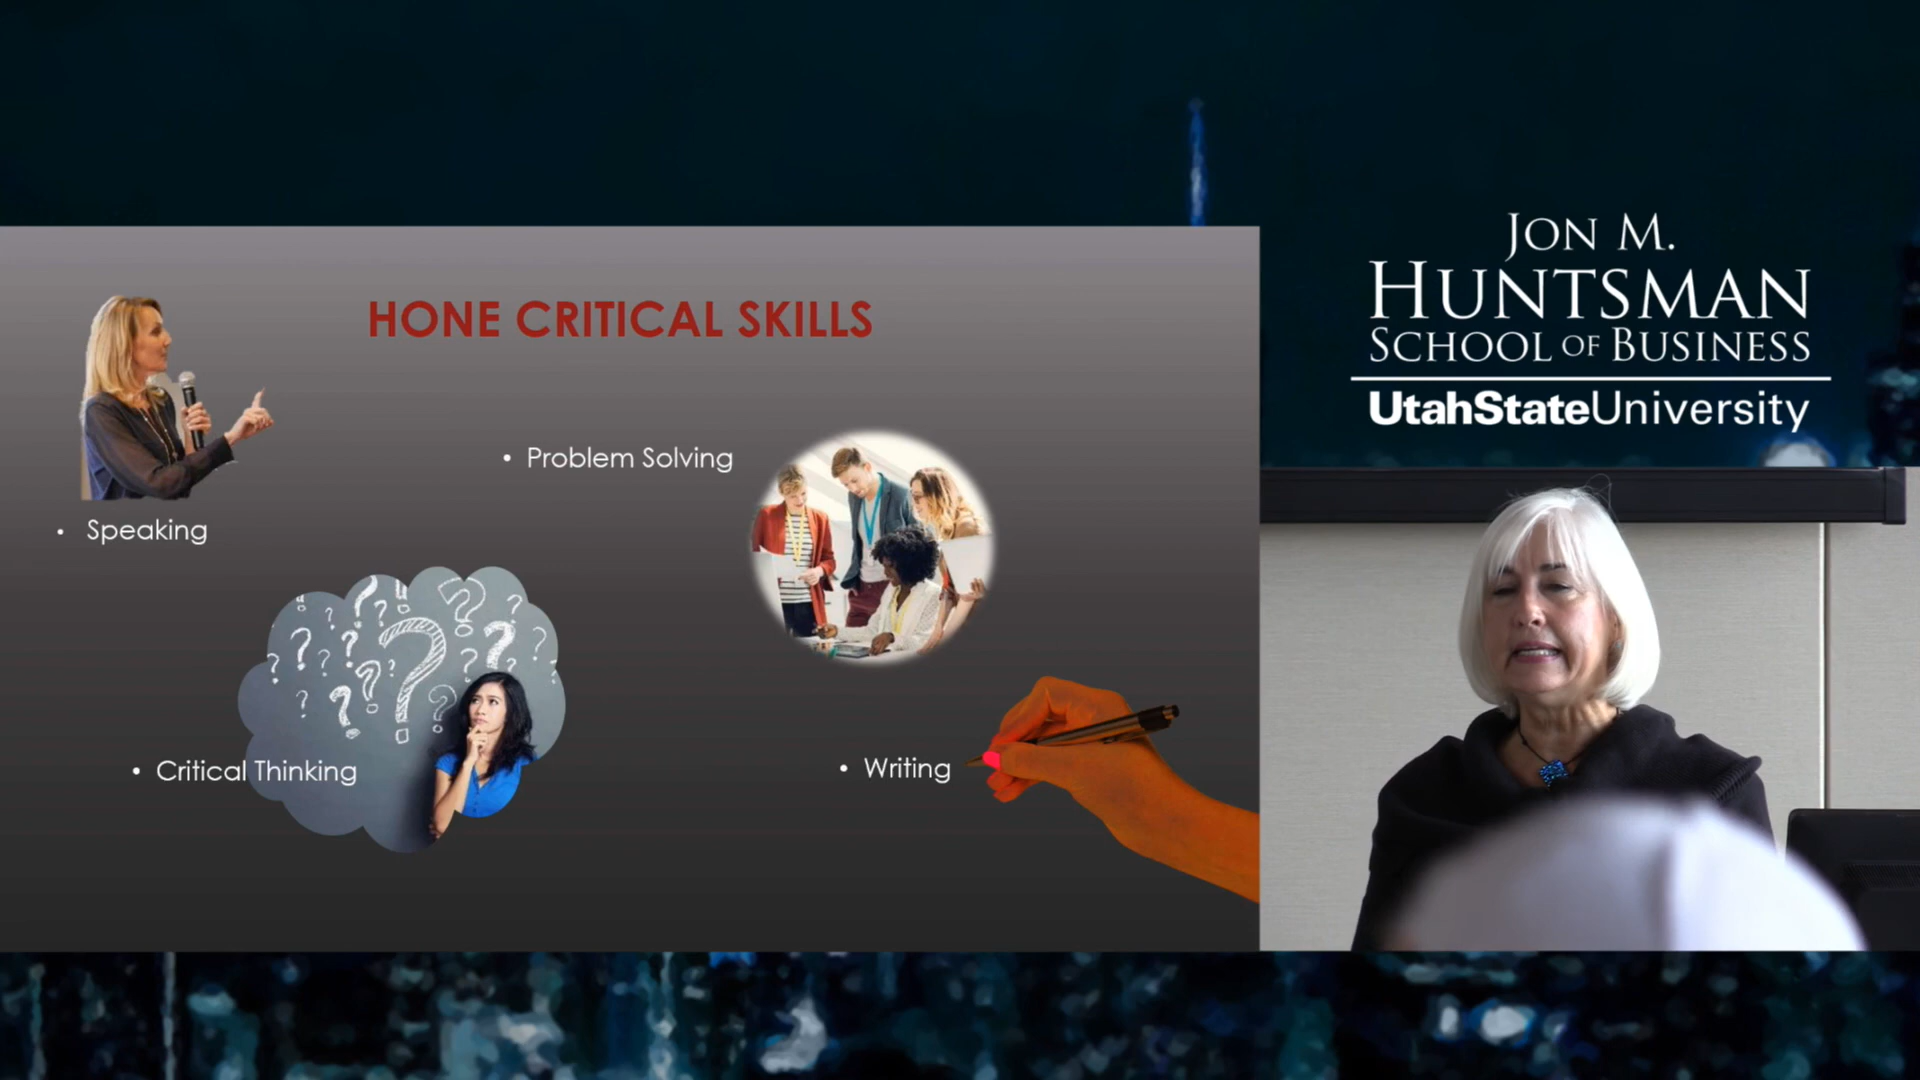 HONE CRITICAL SKILLS
• Problem Solving
• Speaking
• Critical Thinking
• Writing
JON M.
HUNTSMAN
SCHOOL OF BUSINESS
UtahStateUniversity